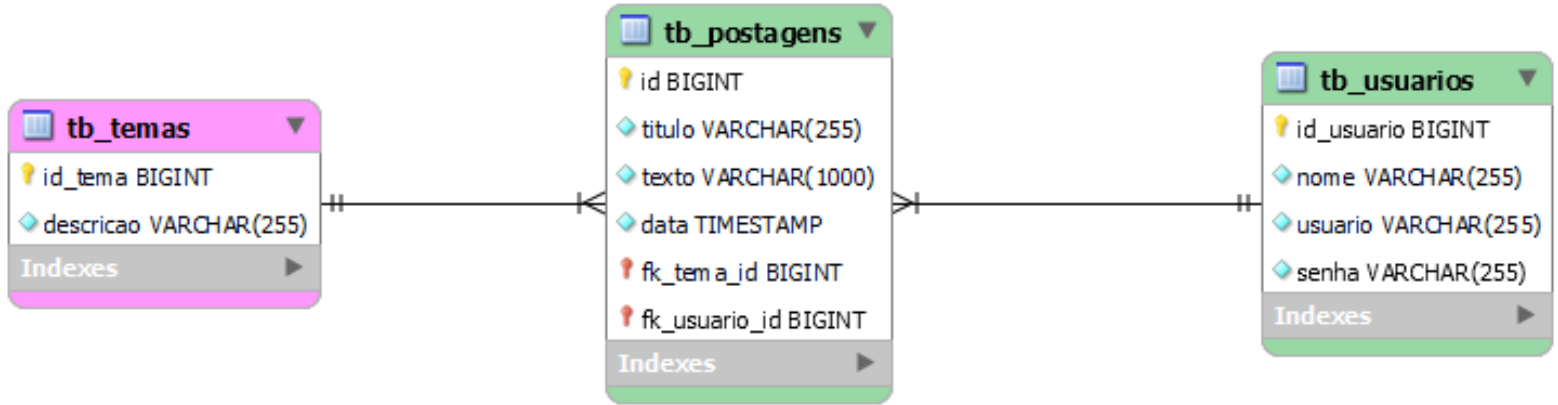 tb_temas
id_tema BIGINT
descricao VARCHAR(255)
Indexes
tb_postagens
id BIGINT
titulo VARCHAR(255)
texto VARCHAR(1000)
data TIMESTAMP
fk_tema_id BIGINT
fk_usuario_id BIGINT
Indexes
tb_usuarios
id_usuario BIGINT
nome VARCHAR(255)
usuario VARCHAR(255)
senha VARCHAR(255)
Indexes